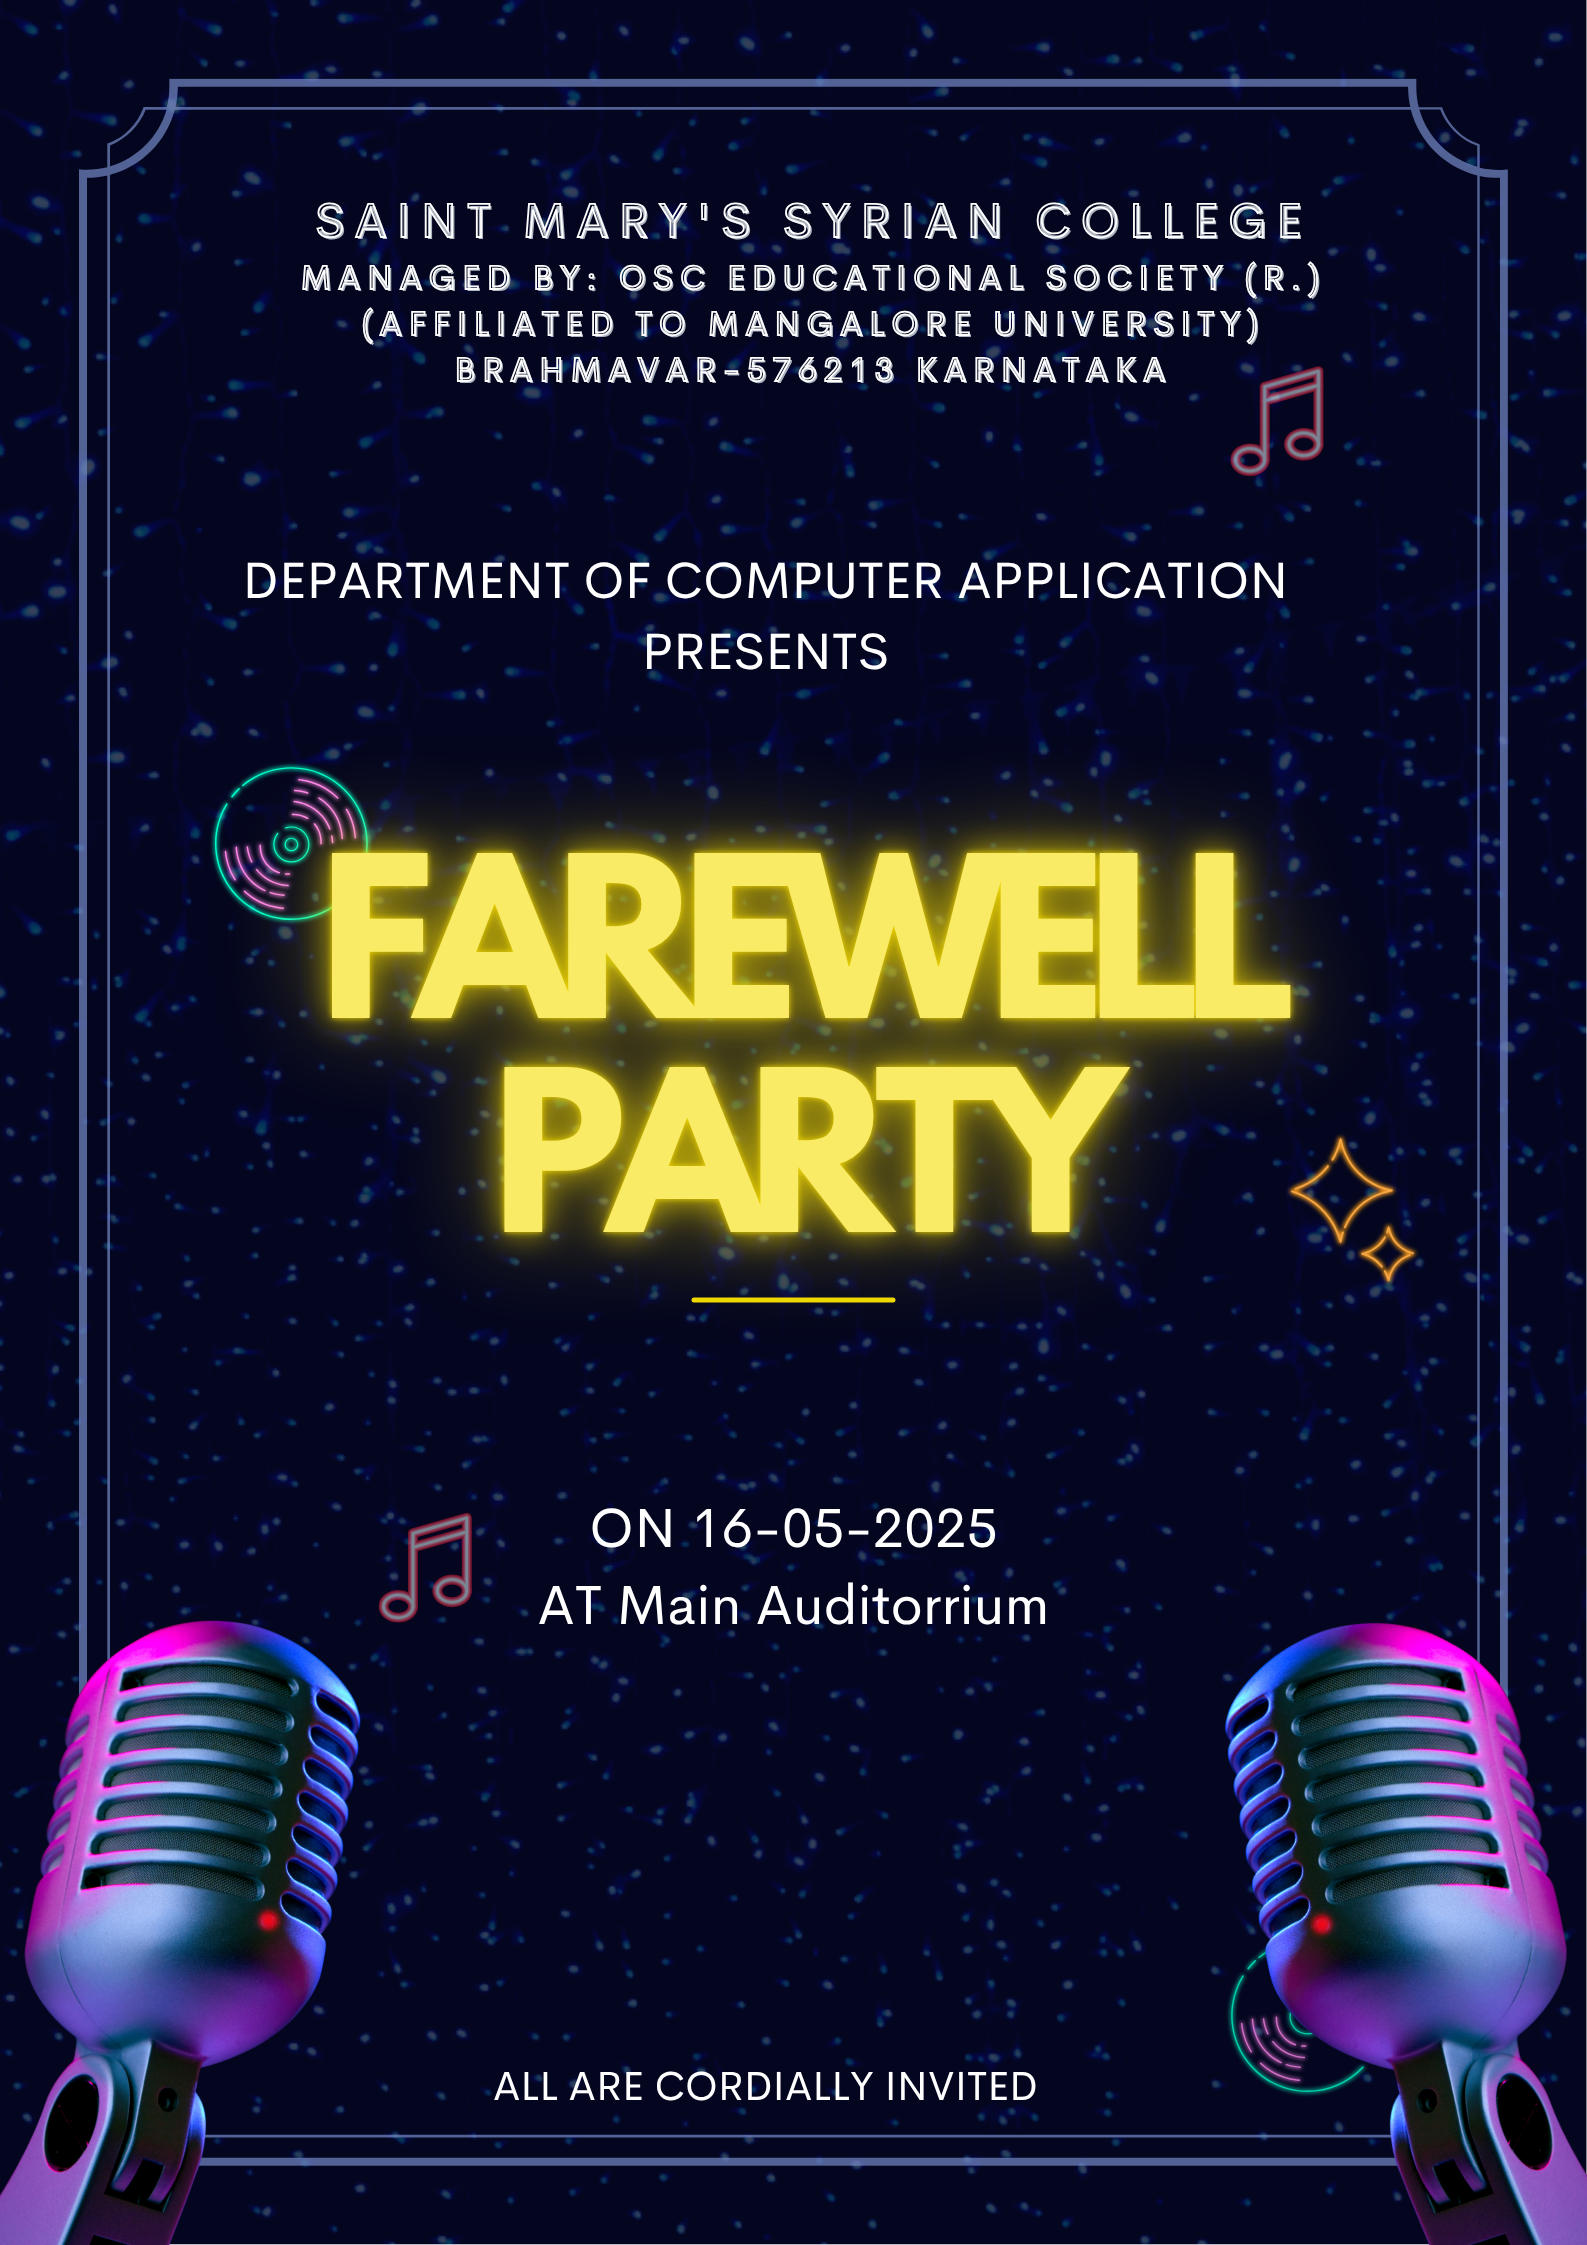 SAINT MARY'S SYRIAN COLLEGE
MANAGED BY: OSC EDUCATIONAL SOCIETY (R.)
(AFFILIATED TO MANGALORE UNIVERSITY)
BRAHMAVAR-576213 KARNATAKA
DEPARTMENT OF COMPUTER APPLICATION
PRESENTS
FAREWELL
PARTY
ON 16-05-2025
AT Main Auditorrium
ALL ARE CORDIALLY INVITED